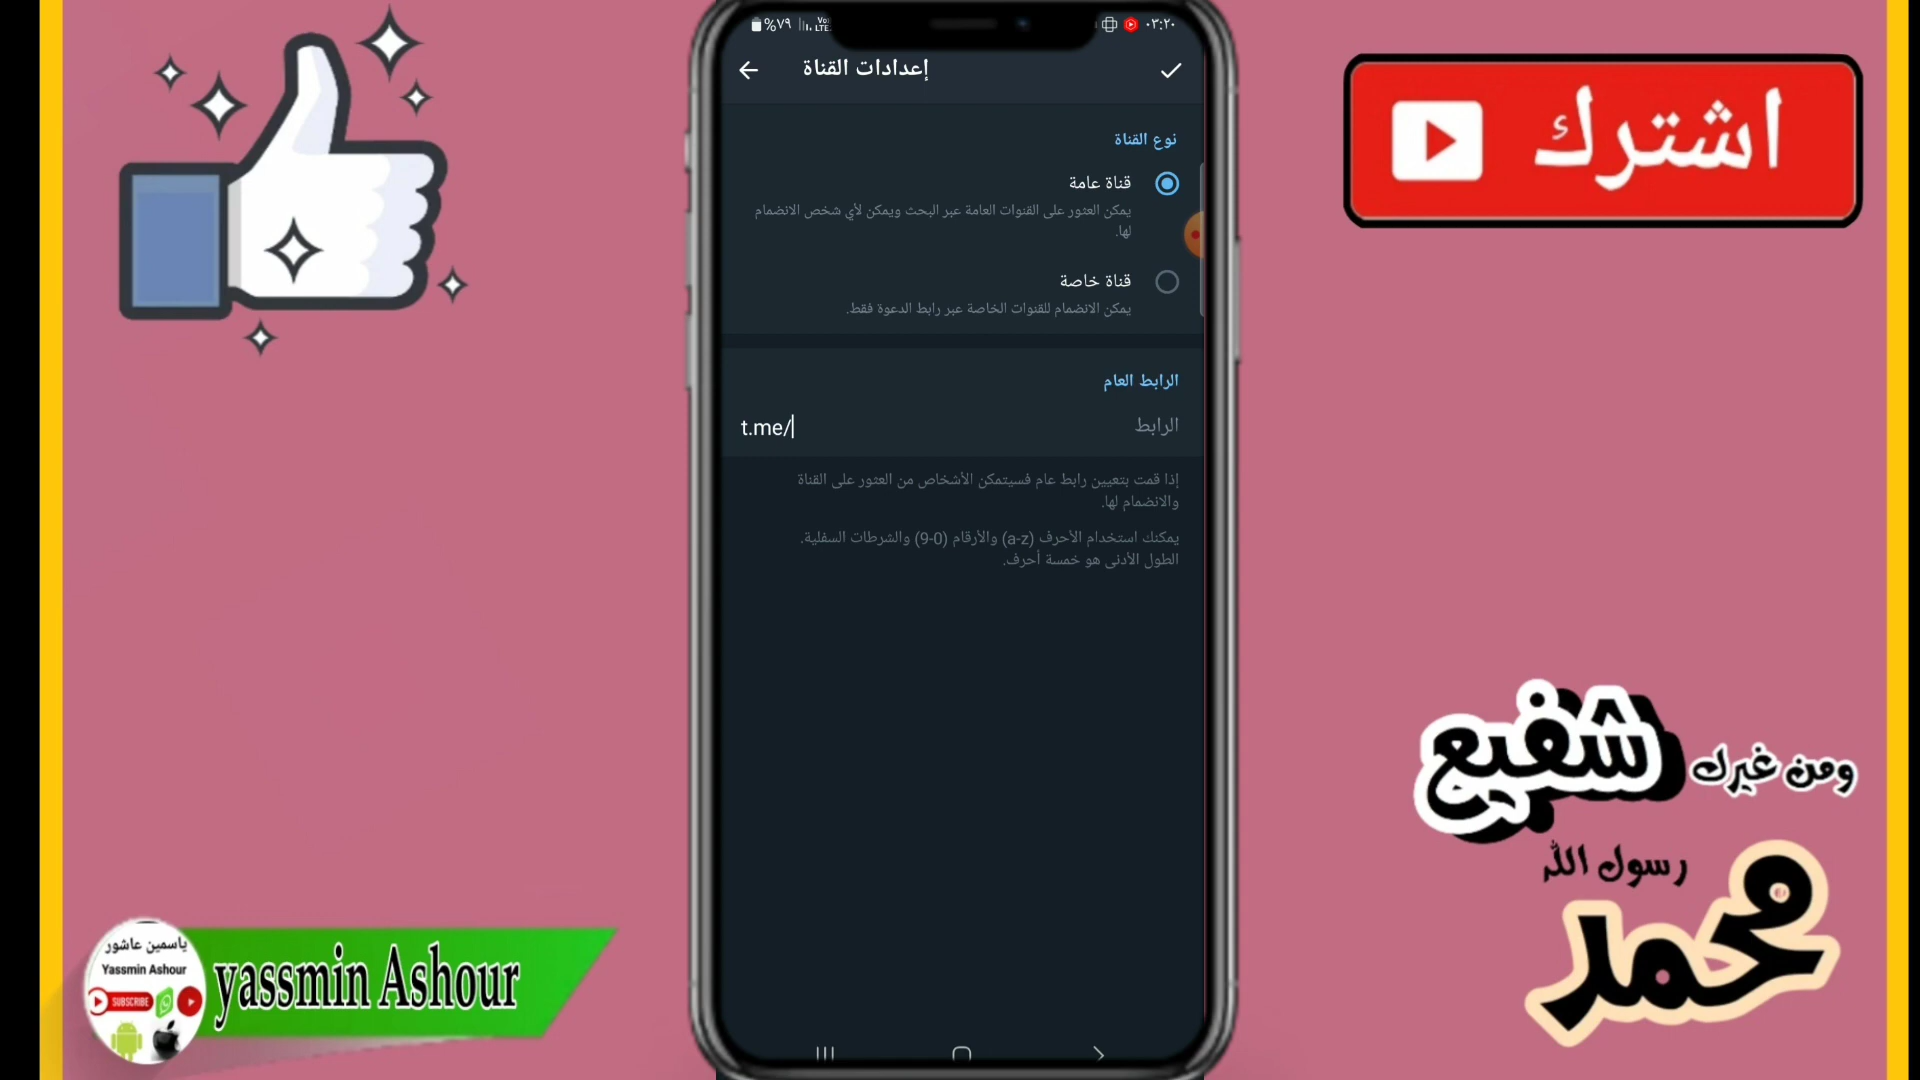 %٧٩
Vo
LTE
٠٣:٢٠
إعدادات القناة
نوع القناة
قناة عامة
يمكن العثور على القنوات العامة عبر البحث ويمكن لأي شخص الانضمام
لها.
قناة خاصة
يمكن الانضمام للقنوات الخاصة عبر رابط الدعوة فقط.
الرابط العام
الرابط
t.me/
إذا قمت بتعيين رابط عام فسيتمكن الأشخاص من العثور على القناة
والانضمام لها.
يمكنك استخدام الأحرف (a-z) والأرقام (0-9) والشرطات السفلية.
الطول الأدنى هو خمسة أحرف.
اشترك
ومن غيرك شفيع
رسول الله
محمد
ياسمين عاشور
Yassmin Ashour
SUBSCRIBE
yassmin Ashour